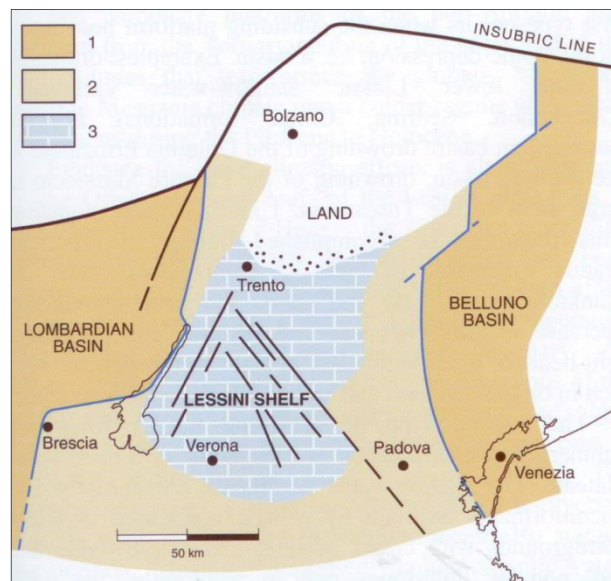 INSUBRIC LINE
1
2
3
Bolzano
LAND
Trento
LOMBARDIAN
BASIN
BELLUNO
BASIN
LESSINI SHELF
Brescia
Verona
Padova
Venezia
50 km